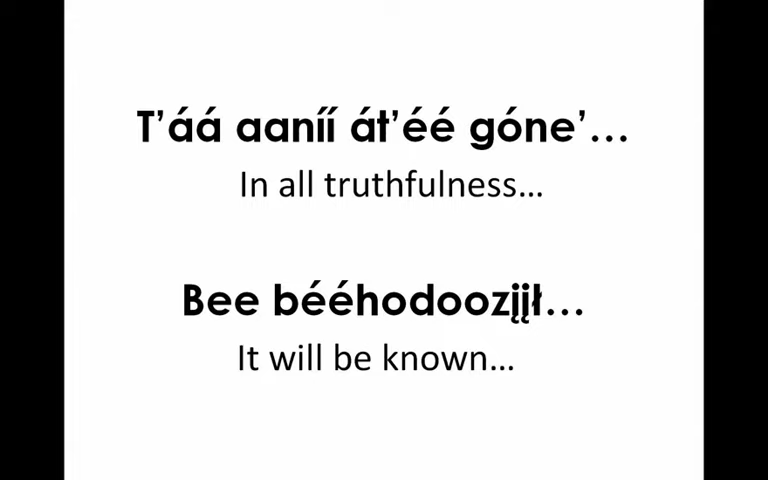 T’áá aaníí át’éé góne’…
In all truthfulness…
Bee bééhodoozįįł…
It will be known…